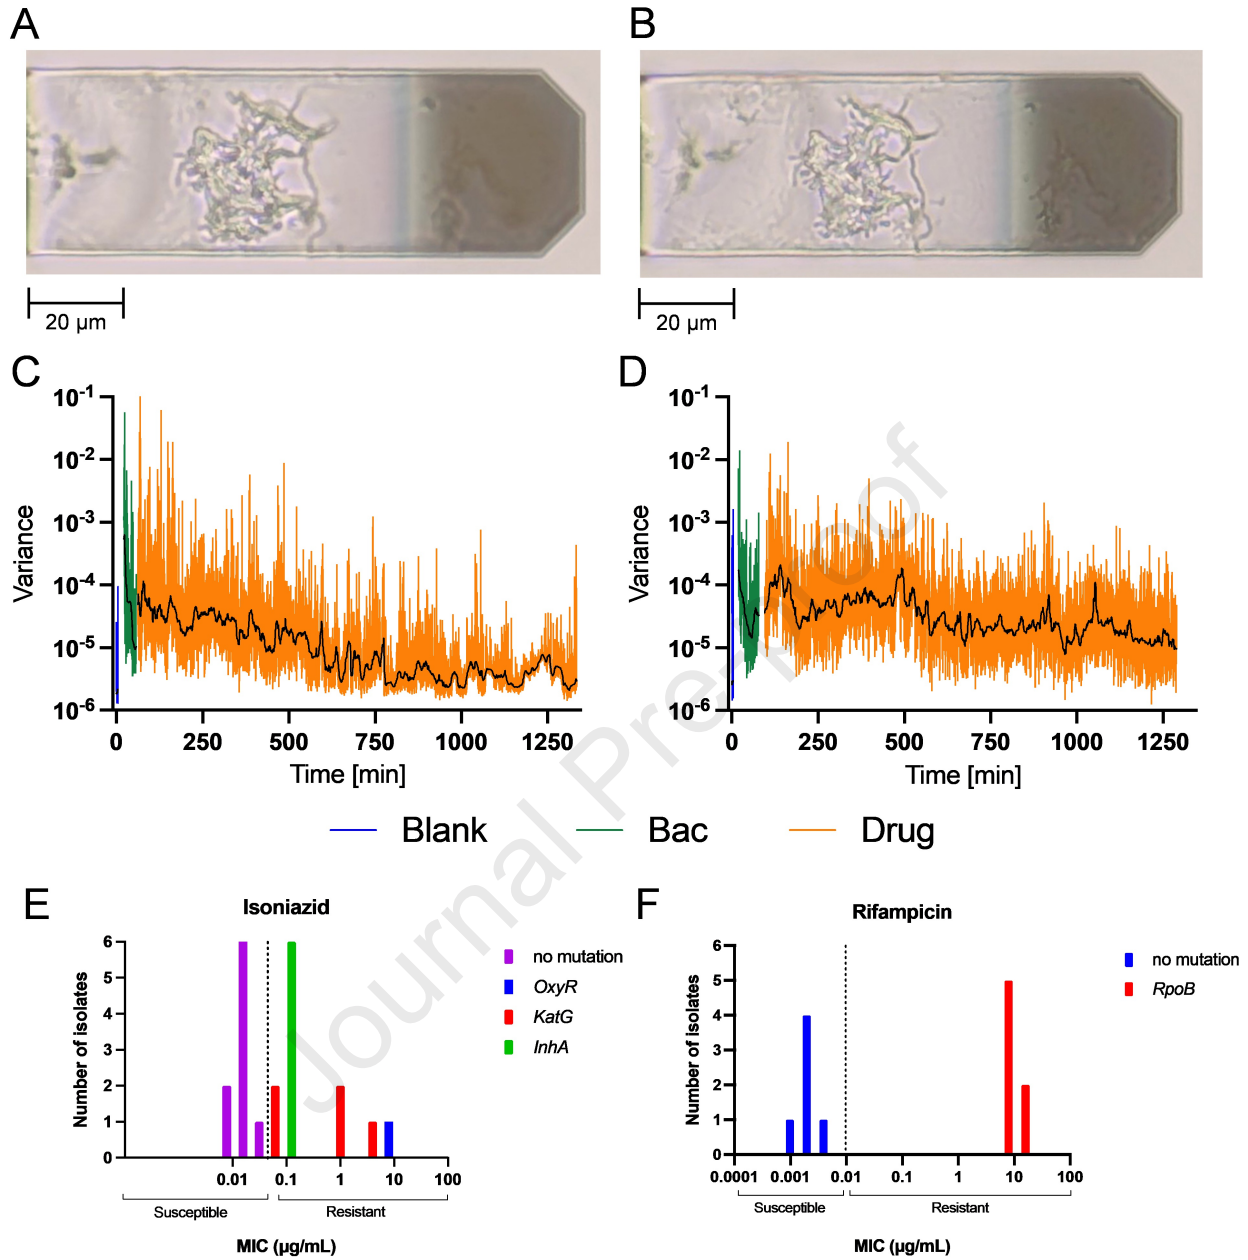 A
B
20 µm
20 µm
C
D
Variance
10-1
10-2
10-3
10-4
10-5
10-6
0 250 500 750 1000 1250
Time [min]
Variance
10-1
10-2
10-3
10-4
10-5
10-6
0 250 500 750 1000 1250
Time [min]
Blank Bac Drug
Journal Pre-proof
E
Isoniazid
Number of isolates
6
5
4
3
2
1
0
0.01 0.1 1 10 100
Susceptible Resistant
MIC (µg/mL)
no mutation
OxyR
KatG
InhA
F
Rifampicin
Number of isolates
6
5
4
3
2
1
0
0.0001 0.001 0.01 0.1 1 10 100
Susceptible Resistant
MIC (µg/mL)
no mutation
RpoB